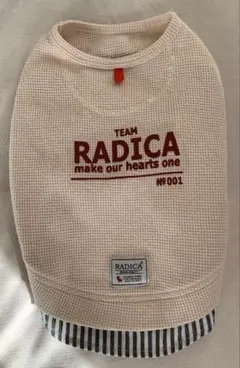 TEAM
RADICA
make our hearts one
Nº001
RADICA